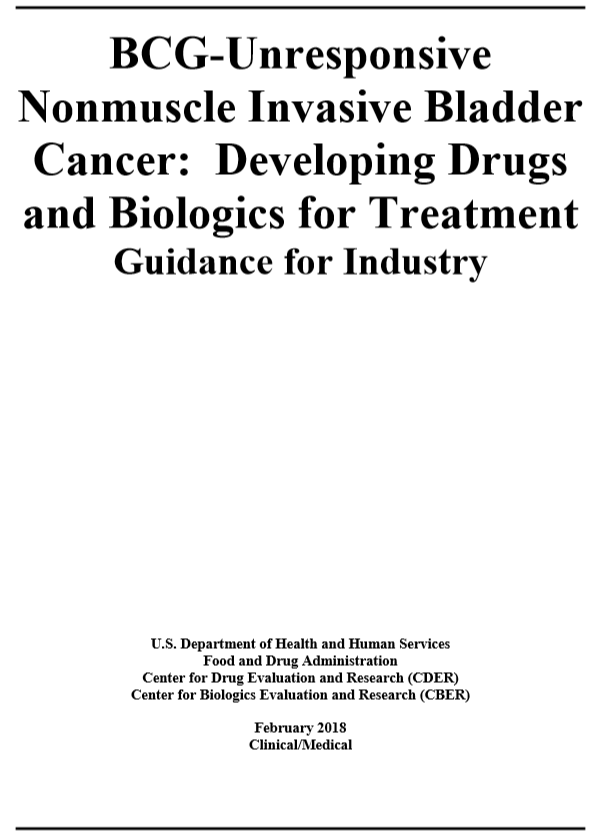 BCG-Unresponsive
Nonmuscle Invasive Bladder
Cancer:  Developing Drugs
and Biologics for Treatment
Guidance for Industry
U.S. Department of Health and Human Services
Food and Drug Administration
Center for Drug Evaluation and Research (CDER)
Center for Biologics Evaluation and Research (CBER)
February 2018
Clinical/Medical